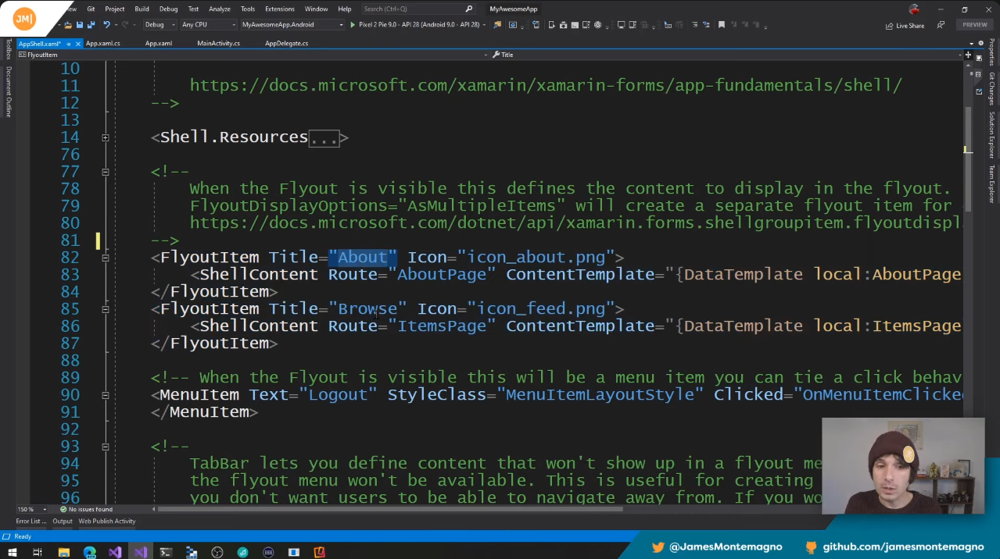 JM|
Git Project Build Debug Test Analyze Tools Extensions Window Help Search (Ctrl+Q) MyAwesomeApp
Debug Any CPU MyAwesomeApp.Android Pixel 2 Pie 9.0 - API 28 (Android 9.0 - API 28) Live Share PREVIEW
AppShell.xaml* App.xaml.cs App.xaml MainActivity.cs AppDelegate.cs
FlyoutItem Title
Toolbox
Document Outline
Properties
Git Changes
Solution Explorer
Team Explorer
10
11 https://docs.microsoft.com/xamarin/xamarin-forms/app-fundamentals/shell/
12 -->
13
14 <Shell.Resources...>
76
77 <!--
78 When the Flyout is visible this defines the content to display in the flyout.
79 FlyoutDisplayOptions="AsMultipleItems" will create a separate flyout item for
80 https://docs.microsoft.com/dotnet/api/xamarin.forms.shellgroupitem.flyoutdispl
81 -->
82 <FlyoutItem Title="About" Icon="icon_about.png">
83 <ShellContent Route="AboutPage" ContentTemplate="{DataTemplate local:AboutPage
84 </FlyoutItem>
85 <FlyoutItem Title="Browse" Icon="icon_feed.png">
86 <ShellContent Route="ItemsPage" ContentTemplate="{DataTemplate local:ItemsPage
87 </FlyoutItem>
88
89 <!-- When the Flyout is visible this will be a menu item you can tie a click behav
90 <MenuItem Text="Logout" StyleClass="MenuItemLayoutStyle" Clicked="OnMenuItemClicked
91 </MenuItem>
92
93 <!--
94 TabBar lets you define content that won't show up in a flyout me
95 the flyout menu won't be available. This is useful for creating
96 you don't want users to be able to navigate away from. If you wo
150 % No issues found
Error List ... Output Web Publish Activity
Ready
@JamesMontemagno github.com/jamesmontemagno